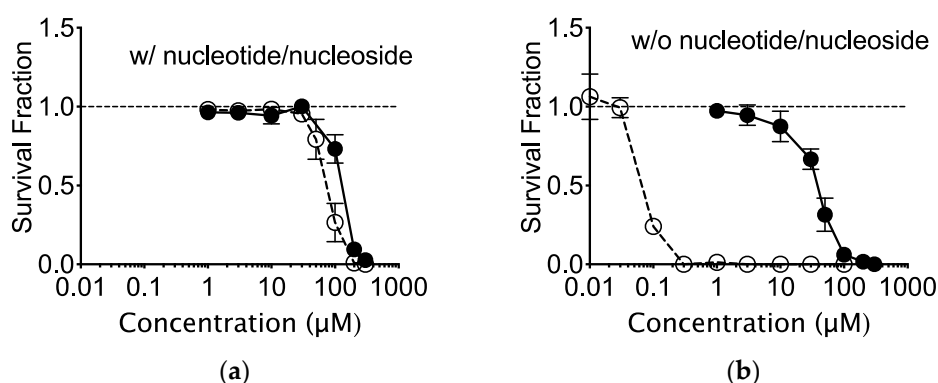 1.5
w/ nucleotide/nucleoside
1.0
Survival Fraction
0.5
0.0
0.01 0.1 1 10 100 1000
Concentration (µM)
(a)
1.5
w/o nucleotide/nucleoside
1.0
Survival Fraction
0.5
0.0
0.01 0.1 1 10 100 1000
Concentration (µM)
(b)